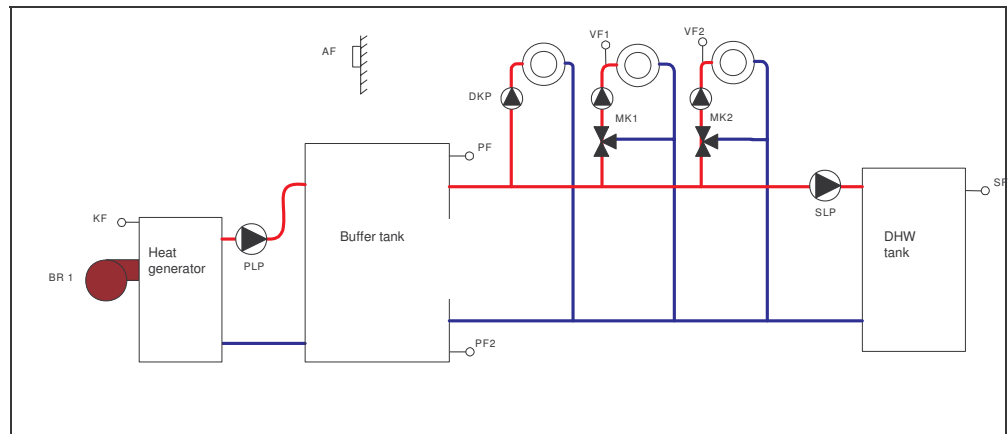 AF
VF1
VF2
DKP
MK1
MK2
PF
SF
KF
Buffer tank
DHW
tank
SLP
Heat
generator
PLP
BR 1
PF2